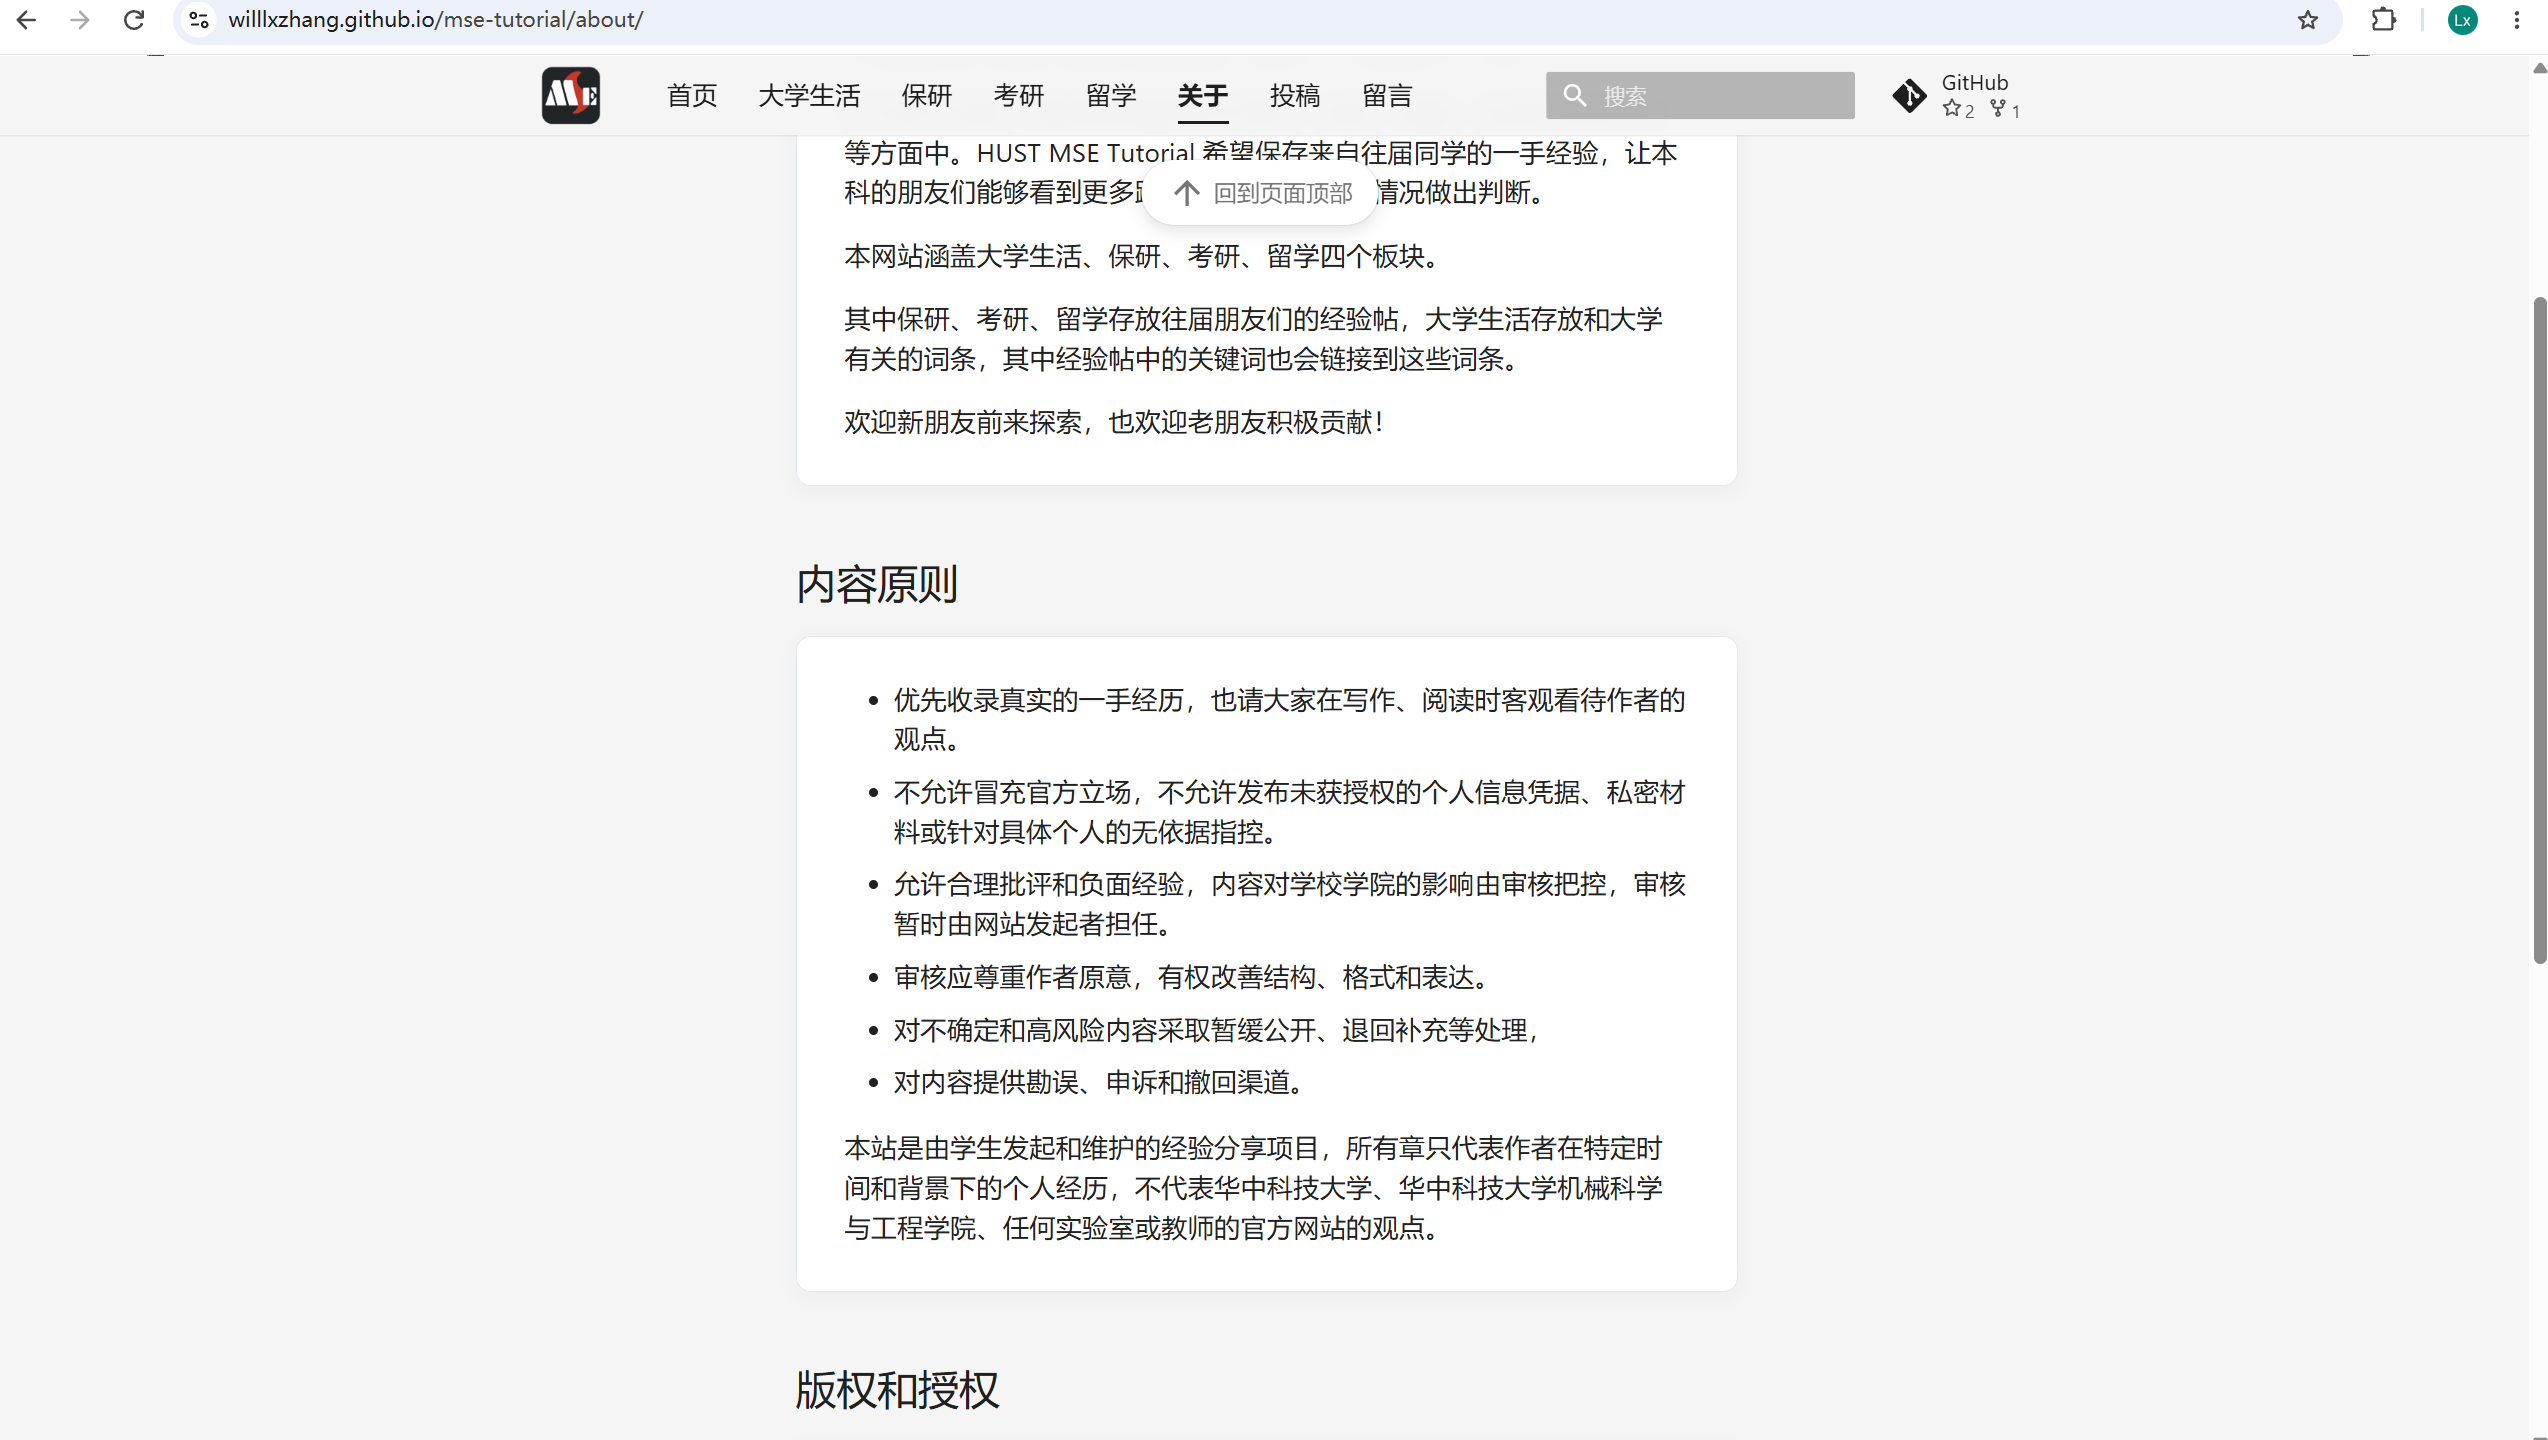 willlxzhang.github.io/mse-tutorial/about/
Lx
MSE
首页 大学生活 保研 考研 留学 关于 投稿 留言
搜索
GitHub
2 1
等方面中。HUST MSE Tutorial 希望保存来自往届同学的一手经验，让本
科的朋友们能够看到更多 情况做出判断。
回到页面顶部
本网站涵盖大学生活、保研、考研、留学四个板块。
其中保研、考研、留学存放往届朋友们的经验帖，大学生活存放和大学
有关的词条，其中经验帖中的关键词也会链接到这些词条。
欢迎新朋友前来探索，也欢迎老朋友积极贡献！
内容原则
优先收录真实的一手经历，也请大家在写作、阅读时客观看待作者的
观点。
不允许冒充官方立场，不允许发布未获授权的个人信息凭据、私密材
料或针对具体个人的无依据指控。
允许合理批评和负面经验，内容对学校学院的影响由审核把控，审核
暂时由网站发起者担任。
审核应尊重作者原意，有权改善结构、格式和表达。
对不确定和高风险内容采取暂缓公开、退回补充等处理，
对内容提供勘误、申诉和撤回渠道。
本站是由学生发起和维护的经验分享项目，所有章只代表作者在特定时
间和背景下的个人经历，不代表华中科技大学、华中科技大学机械科学
与工程学院、任何实验室或教师的官方网站的观点。
版权和授权